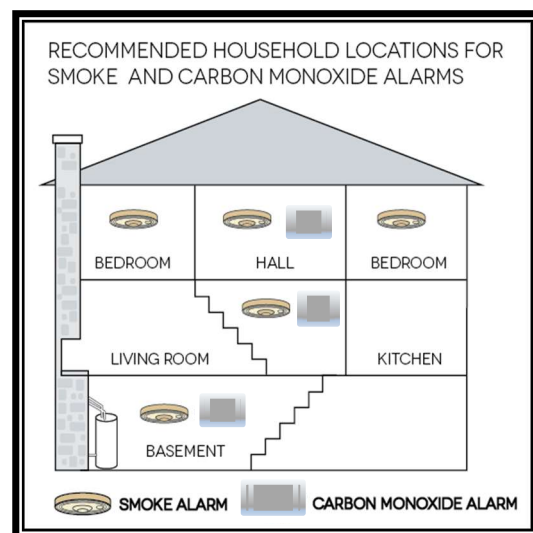 RECOMMENDED HOUSEHOLD LOCATIONS FOR
SMOKE AND CARBON MONOXIDE ALARMS
BEDROOM
HALL
BEDROOM
LIVING ROOM
KITCHEN
BASEMENT
SMOKE ALARM
CARBON MONOXIDE ALARM